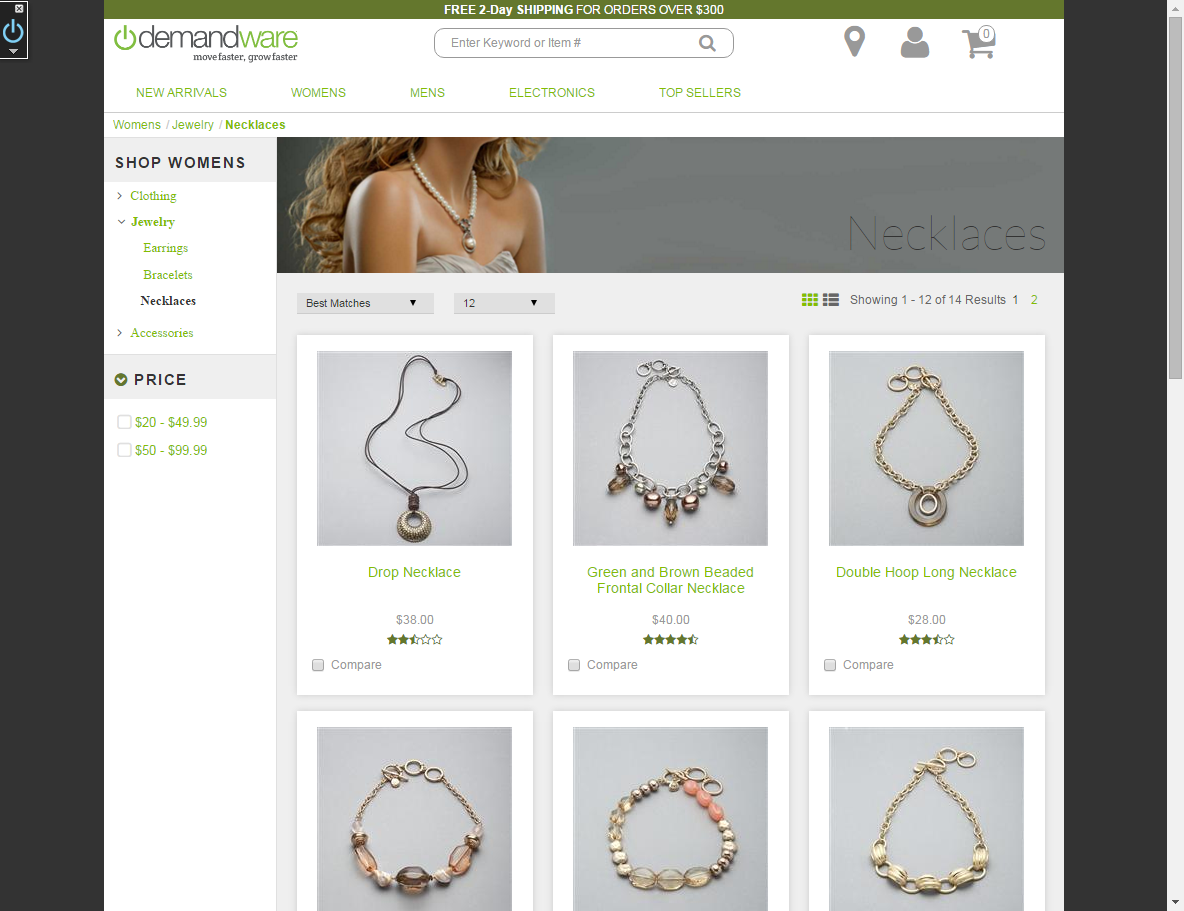 FREE 2-Day SHIPPING FOR ORDERS OVER $300
demandware
move faster, grow faster
Enter Keyword or Item #
0
NEW ARRIVALS WOMENS MENS ELECTRONICS TOP SELLERS
Womens / Jewelry / Necklaces
SHOP WOMENS
Clothing
Jewelry
Earrings
Bracelets
Necklaces
Accessories
PRICE
$20 - $49.99
$50 - $99.99
Necklaces
Best Matches 12 Showing 1 - 12 of 14 Results 1 2
Drop Necklace
$38.00
Compare
Green and Brown Beaded
Frontal Collar Necklace
$40.00
Compare
Double Hoop Long Necklace
$28.00
Compare